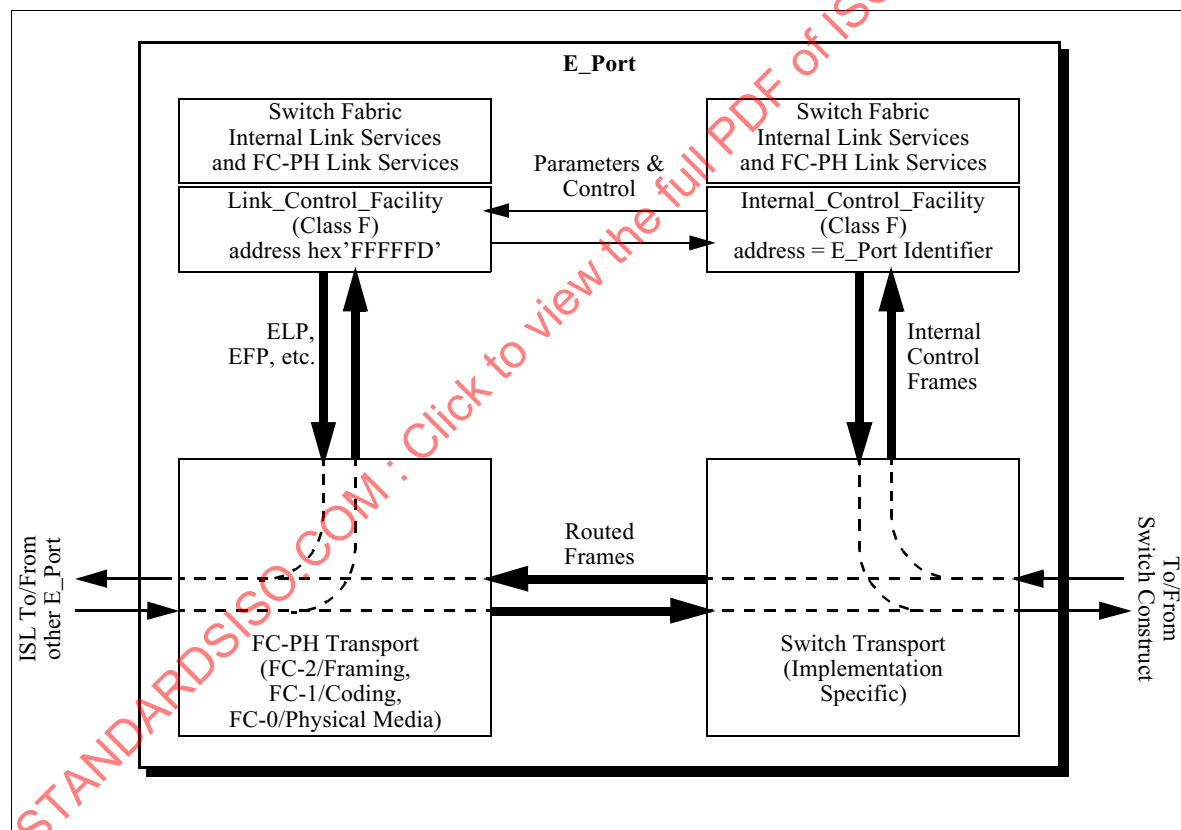 E_Port
Switch Fabric
Internal Link Services
and FC-PH Link Services
Link_Control_Facility
(Class F)
address hex’FFFFFD’
Parameters &
Control
Switch Fabric
Internal Link Services
and FC-PH Link Services
Internal_Control_Facility
(Class F)
address = E_Port Identifier
ELP,
EFP, etc.
Internal
Control
Frames
Routed
Frames
ISL To/From
other E_Port
To/From
Switch Construct
FC-PH Transport
(FC-2/Framing,
FC-1/Coding,
FC-0/Physical Media)
Switch Transport
(Implementation
Specific)
STANDARDSISO.COM : Click to view the full PDF of ISO